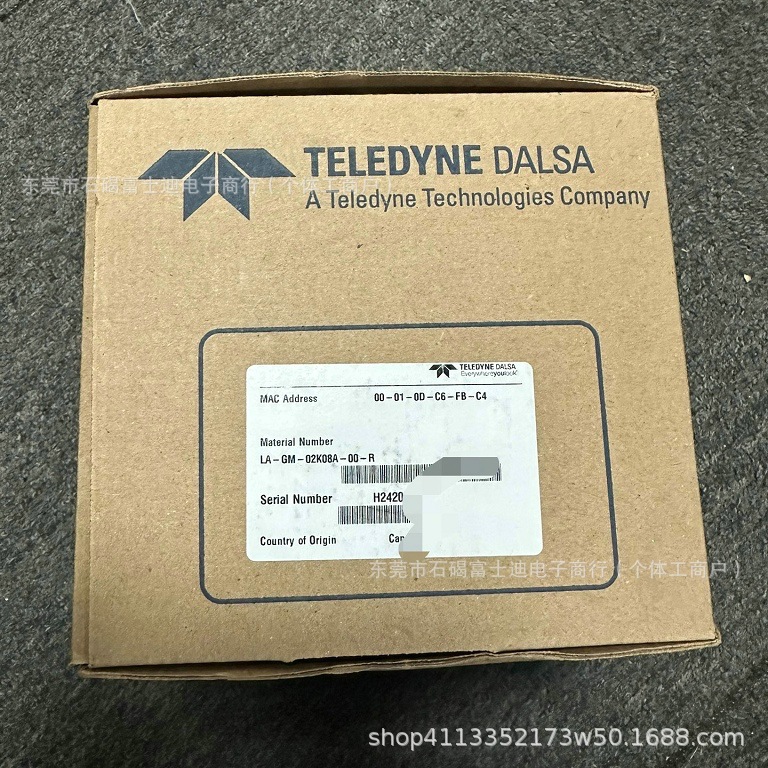 TELEDYNE DALSA
A Teledyne Technologies Company
东莞市石碣富士迪电子商行（个体工商户）
TELEDYNE DALSA
Everywhereyoulook
MAC Address 00-01-0D-C6-FB-C4
Material Number
LA-GM-02K08A-00-R
Serial Number H2420
Country of Origin
东莞市石碣富士迪电子商行（个体工商户）
shop4113352173w50.1688.com